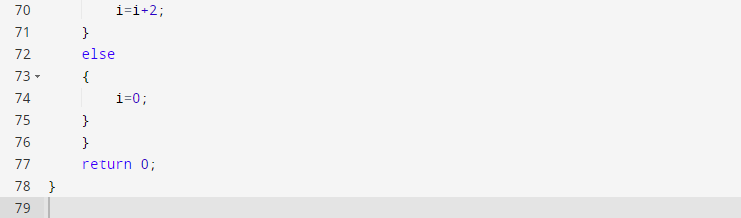 70 i=i+2;
71 }
72 else
73 {
74 i=0;
75 }
76 }
77 return 0;
78 }
79